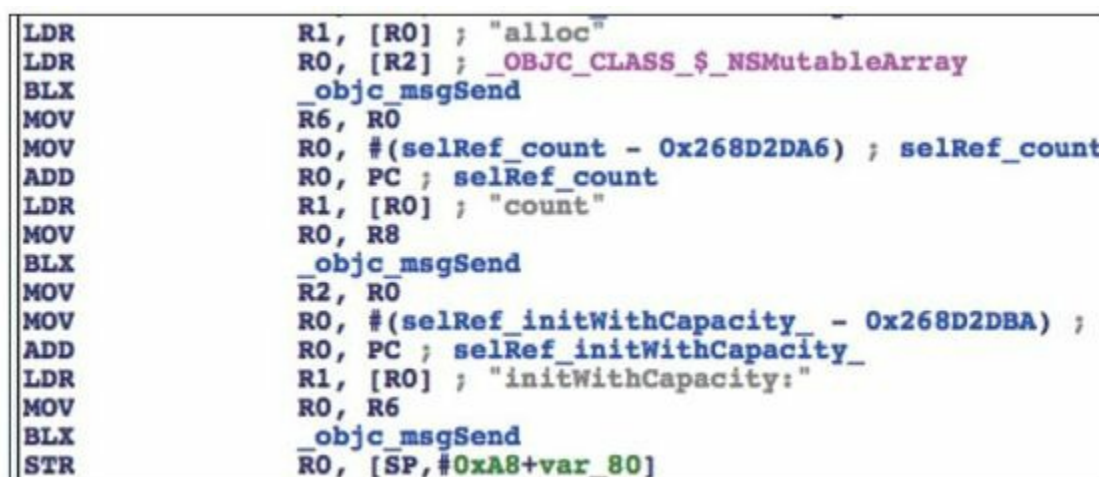 LDR R1, [R0] ; "alloc"
LDR R0, [R2] ; _OBJC_CLASS_$_NSMutableArray
BLX _objc_msgSend
MOV R6, R0
MOV R0, #(selRef_count - 0x268D2DA6) ; selRef_count
ADD R0, PC ; selRef_count
LDR R1, [R0] ; "count"
MOV R0, R8
BLX _objc_msgSend
MOV R2, R0
MOV R0, #(selRef_initWithCapacity_ - 0x268D2DBA) ;
ADD R0, PC ; selRef_initWithCapacity_
LDR R1, [R0] ; "initWithCapacity:"
MOV R0, R6
BLX _objc_msgSend
STR R0, [SP,#0xA8+var_80]